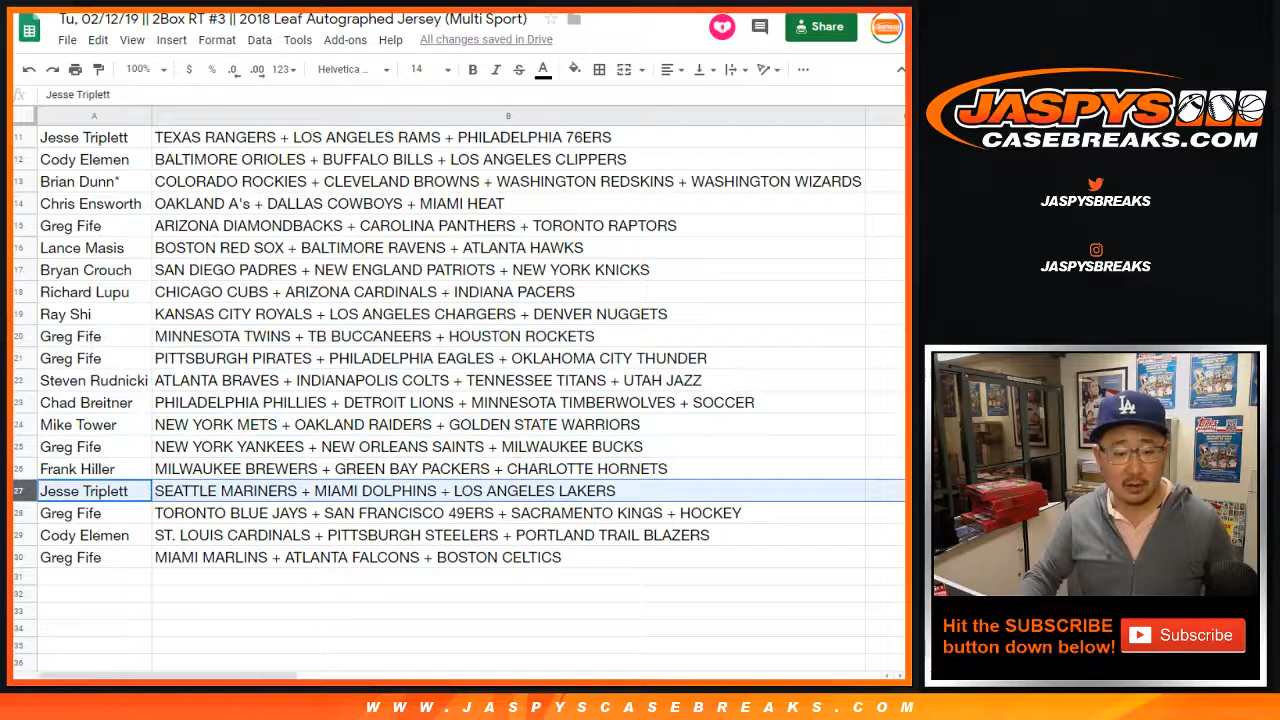 Tu, 02/12/19 || 2Box RT #3 || 2018 Leaf Autographed Jersey (Multi Sport)
File Edit View Insert Format Data Tools Add-ons Help All changes saved in Drive
Share
100% $ % .0 .00 123 Helvetica ... 14 B I S A
fx Jesse Triplett
A B
11 Jesse Triplett TEXAS RANGERS + LOS ANGELES RAMS + PHILADELPHIA 76ERS
12 Cody Elemen BALTIMORE ORIOLES + BUFFALO BILLS + LOS ANGELES CLIPPERS
13 Brian Dunn* COLORADO ROCKIES + CLEVELAND BROWNS + WASHINGTON REDSKINS + WASHINGTON WIZARDS
14 Chris Ensworth OAKLAND A's + DALLAS COWBOYS + MIAMI HEAT
15 Greg Fife ARIZONA DIAMONDBACKS + CAROLINA PANTHERS + TORONTO RAPTORS
16 Lance Masis BOSTON RED SOX + BALTIMORE RAVENS + ATLANTA HAWKS
17 Bryan Crouch SAN DIEGO PADRES + NEW ENGLAND PATRIOTS + NEW YORK KNICKS
18 Richard Lupu CHICAGO CUBS + ARIZONA CARDINALS + INDIANA PACERS
19 Ray Shi KANSAS CITY ROYALS + LOS ANGELES CHARGERS + DENVER NUGGETS
20 Greg Fife MINNESOTA TWINS + TB BUCCANEERS + HOUSTON ROCKETS
21 Greg Fife PITTSBURGH PIRATES + PHILADELPHIA EAGLES + OKLAHOMA CITY THUNDER
22 Steven Rudnicki ATLANTA BRAVES + INDIANAPOLIS COLTS + TENNESSEE TITANS + UTAH JAZZ
23 Chad Breitner PHILADELPHIA PHILLIES + DETROIT LIONS + MINNESOTA TIMBERWOLVES + SOCCER
24 Mike Tower NEW YORK METS + OAKLAND RAIDERS + GOLDEN STATE WARRIORS
25 Greg Fife NEW YORK YANKEES + NEW ORLEANS SAINTS + MILWAUKEE BUCKS
26 Frank Hiller MILWAUKEE BREWERS + GREEN BAY PACKERS + CHARLOTTE HORNETS
27 Jesse Triplett SEATTLE MARINERS + MIAMI DOLPHINS + LOS ANGELES LAKERS
28 Greg Fife TORONTO BLUE JAYS + SAN FRANCISCO 49ERS + SACRAMENTO KINGS + HOCKEY
29 Cody Elemen ST. LOUIS CARDINALS + PITTSBURGH STEELERS + PORTLAND TRAIL BLAZERS
30 Greg Fife MIAMI MARLINS + ATLANTA FALCONS + BOSTON CELTICS
31
32
33
34
35
36
JASPYS
CASEBREAKS.COM
JASPYSBREAKS
JASPYSBREAKS
LA
Hit the SUBSCRIBE
button down below!
Subscribe
WWW.JASPYSCASEBREAKS.COM